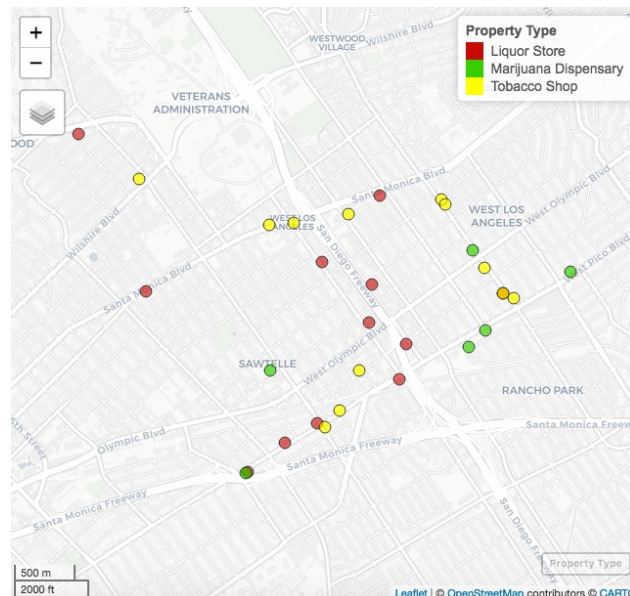 +
−
WESTWOOD
VILLAGE
Wilshire Blvd
Property Type
Liquor Store
Marijuana Dispensary
Tobacco Shop
VETERANS
ADMINISTRATION
OOD
Santa Monica Blvd
WEST LOS
ANGELES
WEST LOS
ANGELES
West Olympic Blvd
Wilshire Blvd
San Diego Freeway
West Pico Blvd
Santa Monica Blvd
West Olympic Blvd
SAWTELLE
RANCHO PARK
Olympic Blvd
Santa Monica Freew
Santa Monica Freeway
Santa Monica Freeway
San Diego Freeway
Street
500 m
2000 ft
Property Type
Leaflet | © OpenStreetMap contributors © CARTO